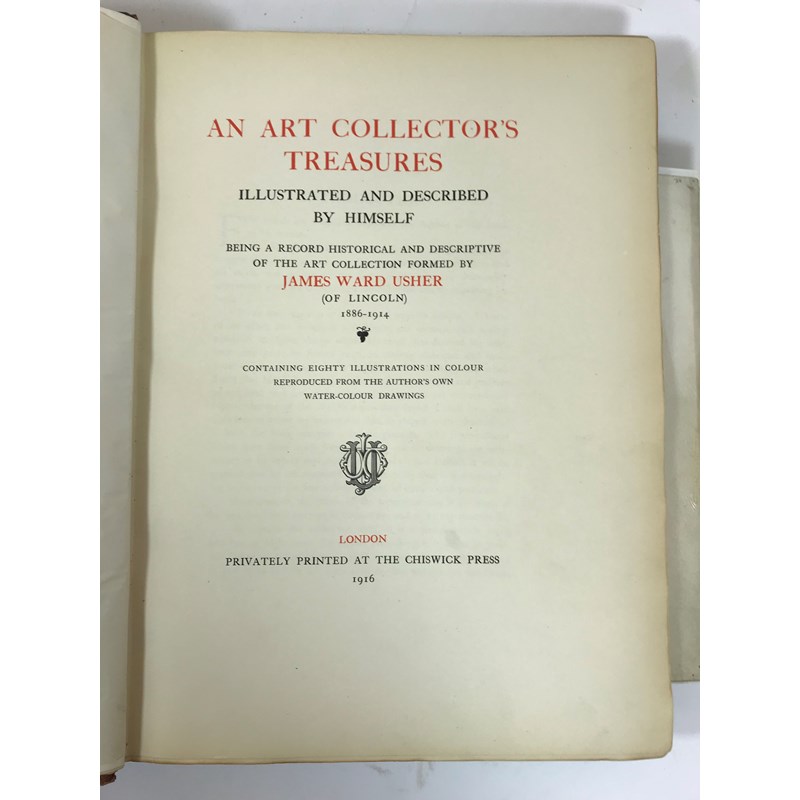 AN ART COLLECTOR'S
TREASURES
ILLUSTRATED AND DESCRIBED
BY HIMSELF
BEING A RECORD HISTORICAL AND DESCRIPTIVE
OF THE ART COLLECTION FORMED BY
JAMES WARD USHER
(OF LINCOLN)
1886-1914
CONTAINING EIGHTY ILLUSTRATIONS IN COLOUR
REPRODUCED FROM THE AUTHOR'S OWN
WATER-COLOUR DRAWINGS
LONDON
PRIVATELY PRINTED AT THE CHISWICK PRESS
1916